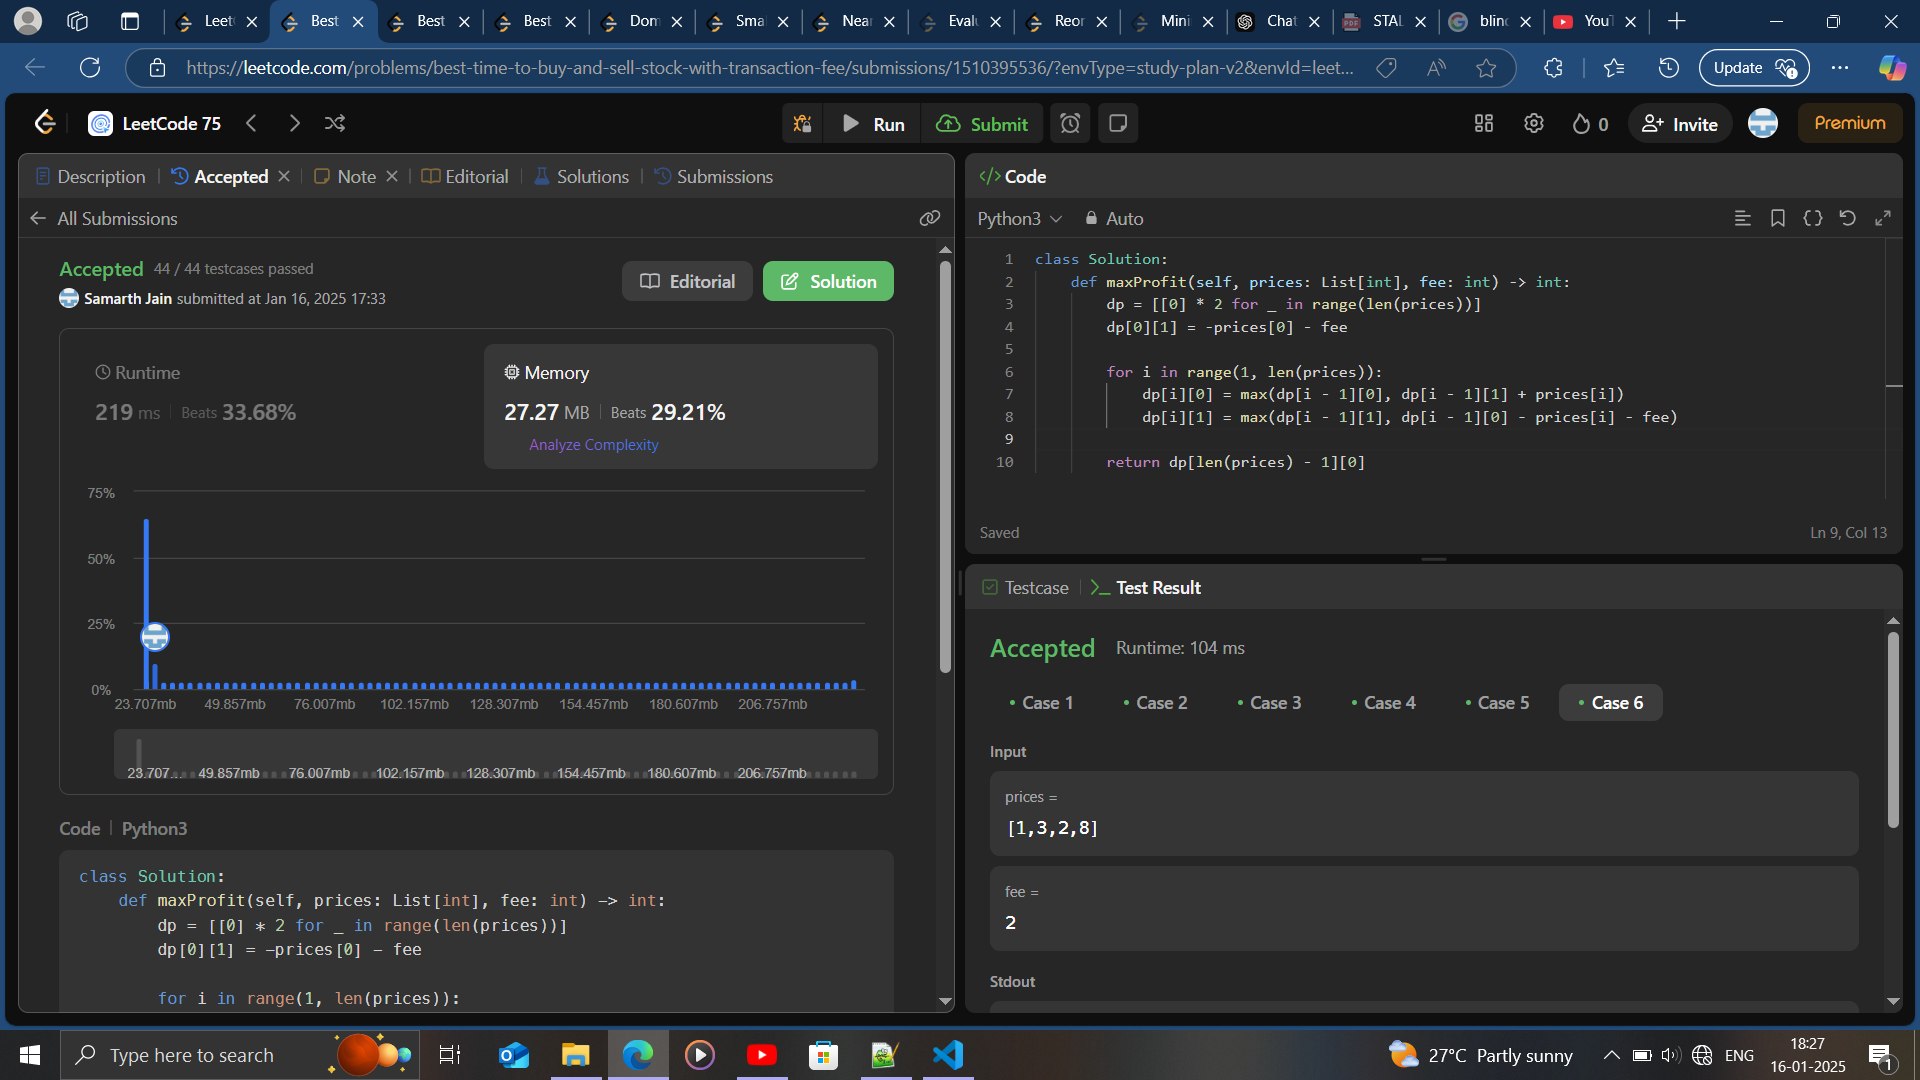 Leet
Best
Best
Best
Dom
Sma
Near
Eval
Reor
Mini
Chat
STAL
blind
YouT
https://leetcode.com/problems/best-time-to-buy-and-sell-stock-with-transaction-fee/submissions/1510395536/?envType=study-plan-v2&envId=leet...
Update
LeetCode 75
Run
Submit
0
Invite
Premium
Description
Accepted
Note
Editorial
Solutions
Submissions
All Submissions
Accepted 44 / 44 testcases passed
Samarth Jain submitted at Jan 16, 2025 17:33
Editorial
Solution
Runtime
219 ms | Beats 33.68%
Memory
27.27 MB | Beats 29.21%
Analyze Complexity
75%
50%
25%
0%
23.707mb 49.857mb 76.007mb 102.157mb 128.307mb 154.457mb 180.607mb 206.757mb
23.707... 49.857mb 76.007mb 102.157mb 128.307mb 154.457mb 180.607mb 206.757mb
Code | Python3
class Solution:
    def maxProfit(self, prices: List[int], fee: int) -> int:
        dp = [[0] * 2 for _ in range(len(prices))]
        dp[0][1] = -prices[0] - fee
        for i in range(1, len(prices)):
</> Code
Python3
Auto
1 class Solution:
2     def maxProfit(self, prices: List[int], fee: int) -> int:
3         dp = [[0] * 2 for _ in range(len(prices))]
4         dp[0][1] = -prices[0] - fee
5
6         for i in range(1, len(prices)):
7             dp[i][0] = max(dp[i - 1][0], dp[i - 1][1] + prices[i])
8             dp[i][1] = max(dp[i - 1][1], dp[i - 1][0] - prices[i] - fee)
9
10         return dp[len(prices) - 1][0]
Saved
Ln 9, Col 13
Testcase
>_ Test Result
Accepted Runtime: 104 ms
• Case 1
• Case 2
• Case 3
• Case 4
• Case 5
• Case 6
Input
prices =
[1,3,2,8]
fee =
2
Stdout
Type here to search
27°C Partly sunny
ENG
18:27
16-01-2025
1